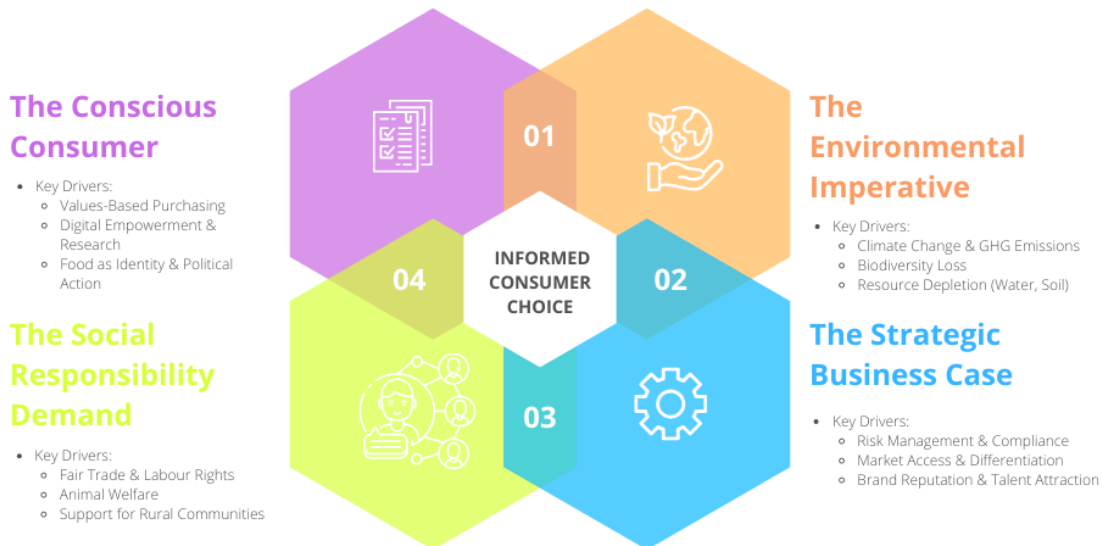 The Conscious
Consumer
• Key Drivers:
◦ Values-Based Purchasing
◦ Digital Empowerment &
Research
◦ Food as Identity & Political
Action
The Social
Responsibility
Demand
• Key Drivers:
◦ Fair Trade & Labour Rights
◦ Animal Welfare
◦ Support for Rural Communities
01
04
INFORMED
CONSUMER
CHOICE
02
03
The
Environmental
Imperative
• Key Drivers:
◦ Climate Change & GHG Emissions
◦ Biodiversity Loss
◦ Resource Depletion (Water, Soil)
The Strategic
Business Case
• Key Drivers:
◦ Risk Management & Compliance
◦ Market Access & Differentiation
◦ Brand Reputation & Talent Attraction